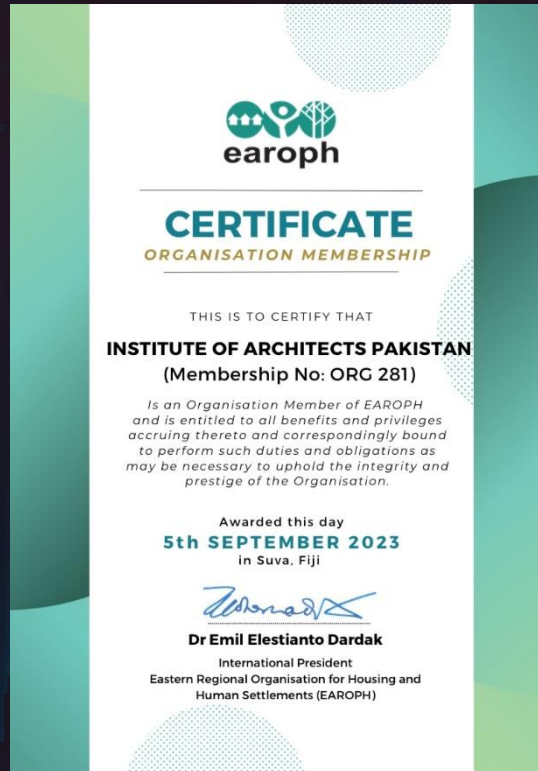 earoph
CERTIFICATE
ORGANISATION MEMBERSHIP
THIS IS TO CERTIFY THAT
INSTITUTE OF ARCHITECTS PAKISTAN
(Membership No: ORG 281)
Is an Organisation Member of EAROPH
and is entitled to all benefits and privileges
accruing thereto and correspondingly bound
to perform such duties and obligations as
may be necessary to uphold the integrity and
prestige of the Organisation.
Awarded this day
5th SEPTEMBER 2023
in Suva, Fiji
Dr Emil Elestianto Dardak
International President
Eastern Regional Organisation for Housing and
Human Settlements (EAROPH)